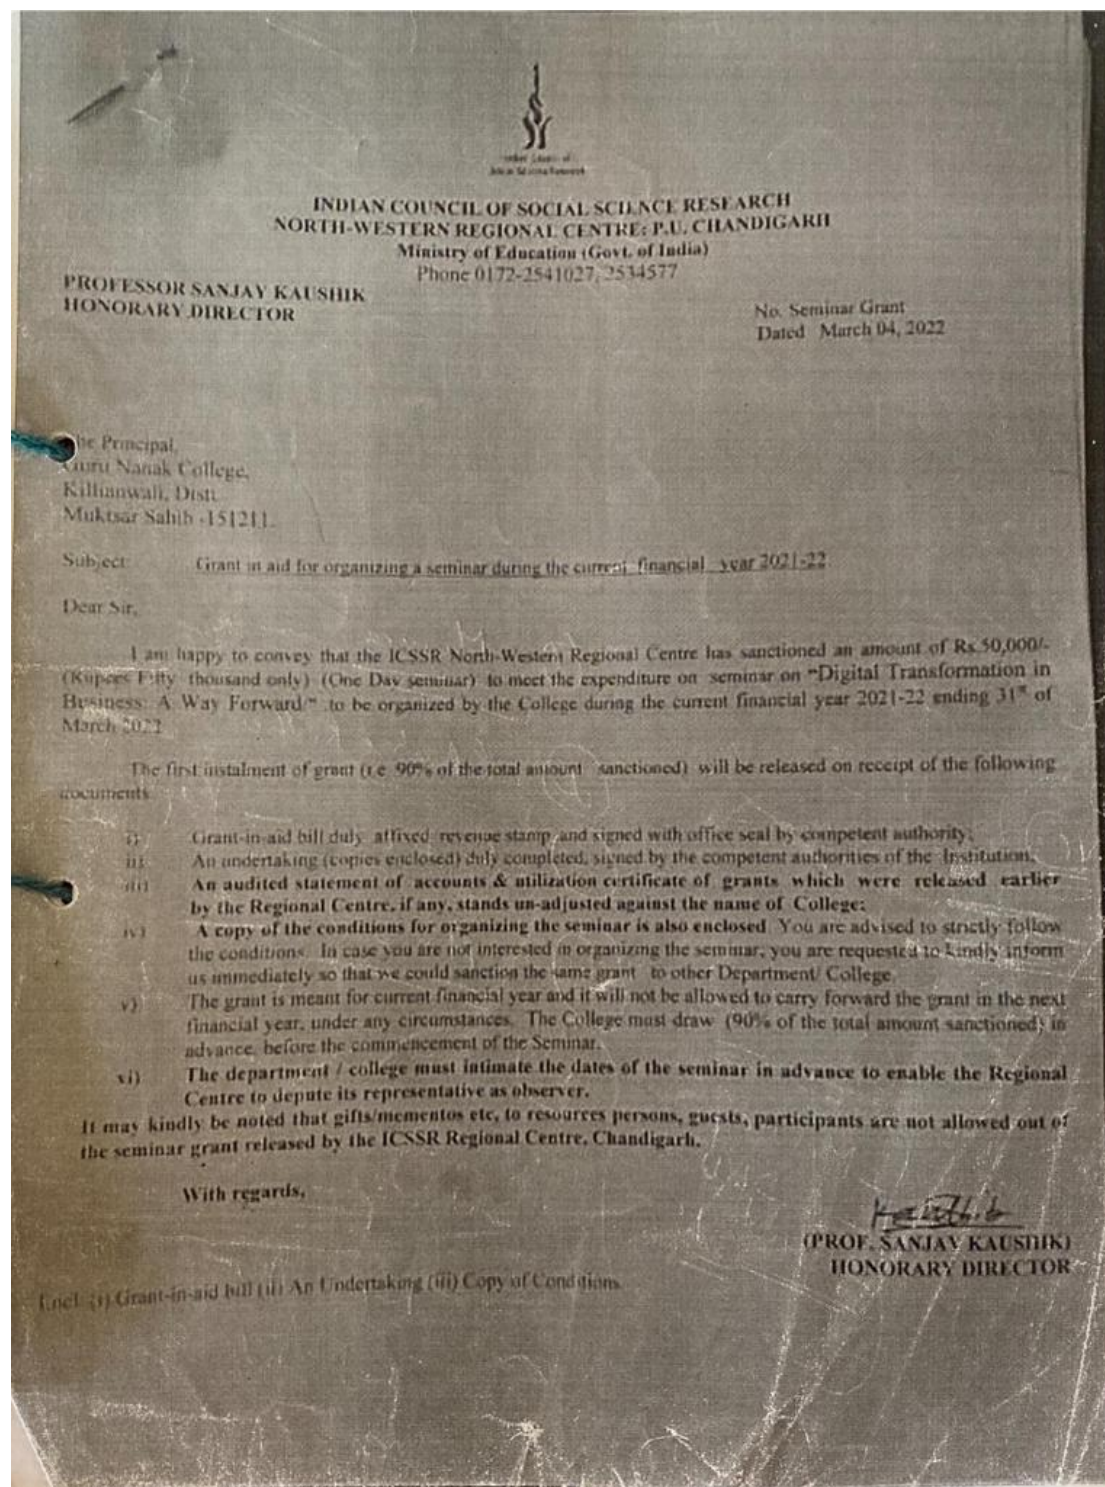 INDIAN COUNCIL OF SOCIAL SCIENCE RESEARCH
NORTH-WESTERN REGIONAL CENTRE: P.U. CHANDIGARH
Ministry of Education (Govt. of India)
Phone 0172-2541027, 2534577
PROFESSOR SANJAY KAUSHIK
HONORARY DIRECTOR
No. Seminar Grant
Dated March 04, 2022
The Principal,
Guru Nanak College,
Killianwali, Distt.
Muktsar Sahib -151211.
Subject: Grant in aid for organizing a seminar during the current financial year 2021-22
Dear Sir,
I am happy to convey that the ICSSR North-Western Regional Centre has sanctioned an amount of Rs.50,000/-
(Rupees Fifty thousand only) (One Day seminar) to meet the expenditure on seminar on "Digital Transformation in
Business: A Way Forward" to be organized by the College during the current financial year 2021-22 ending 31st of
March 2022
The first instalment of grant (i.e. 90% of the total amount sanctioned) will be released on receipt of the following
documents
i) Grant-in-aid bill duly affixed revenue stamp and signed with office seal by competent authority;
ii) An undertaking (copies enclosed) duly completed, signed by the competent authorities of the Institution.
iii) An audited statement of accounts & utilization certificate of grants which were released earlier
by the Regional Centre, if any, stands un-adjusted against the name of College;
iv) A copy of the conditions for organizing the seminar is also enclosed. You are advised to strictly follow
the conditions. In case you are not interested in organizing the seminar, you are requested to kindly inform
us immediately so that we could sanction the same grant to other Department/ College.
v) The grant is meant for current financial year and it will not be allowed to carry forward the grant in the next
financial year, under any circumstances. The College must draw (90% of the total amount sanctioned) in
advance, before the commencement of the Seminar.
vi) The department / college must intimate the dates of the seminar in advance to enable the Regional
Centre to depute its representative as observer.
It may kindly be noted that gifts/mementos etc, to resources persons, guests, participants are not allowed out of
the seminar grant released by the ICSSR Regional Centre, Chandigarh.
With regards,
(PROF. SANJAY KAUSHIK)
HONORARY DIRECTOR
Encl: (i) Grant-in-aid bill (ii) An Undertaking (iii) Copy of Conditions.